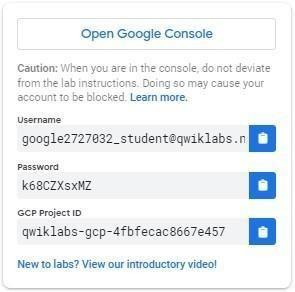 Open Google Console
Caution: When you are in the console, do not deviate
from the lab instructions. Doing so may cause your
account to be blocked. Learn more.
Username
google2727032_student@qwiklabs.n
Password
k68CZXsxMZ
GCP Project ID
qwiklabs-gcp-4fbfecac8667e457
New to labs? View our introductory video!